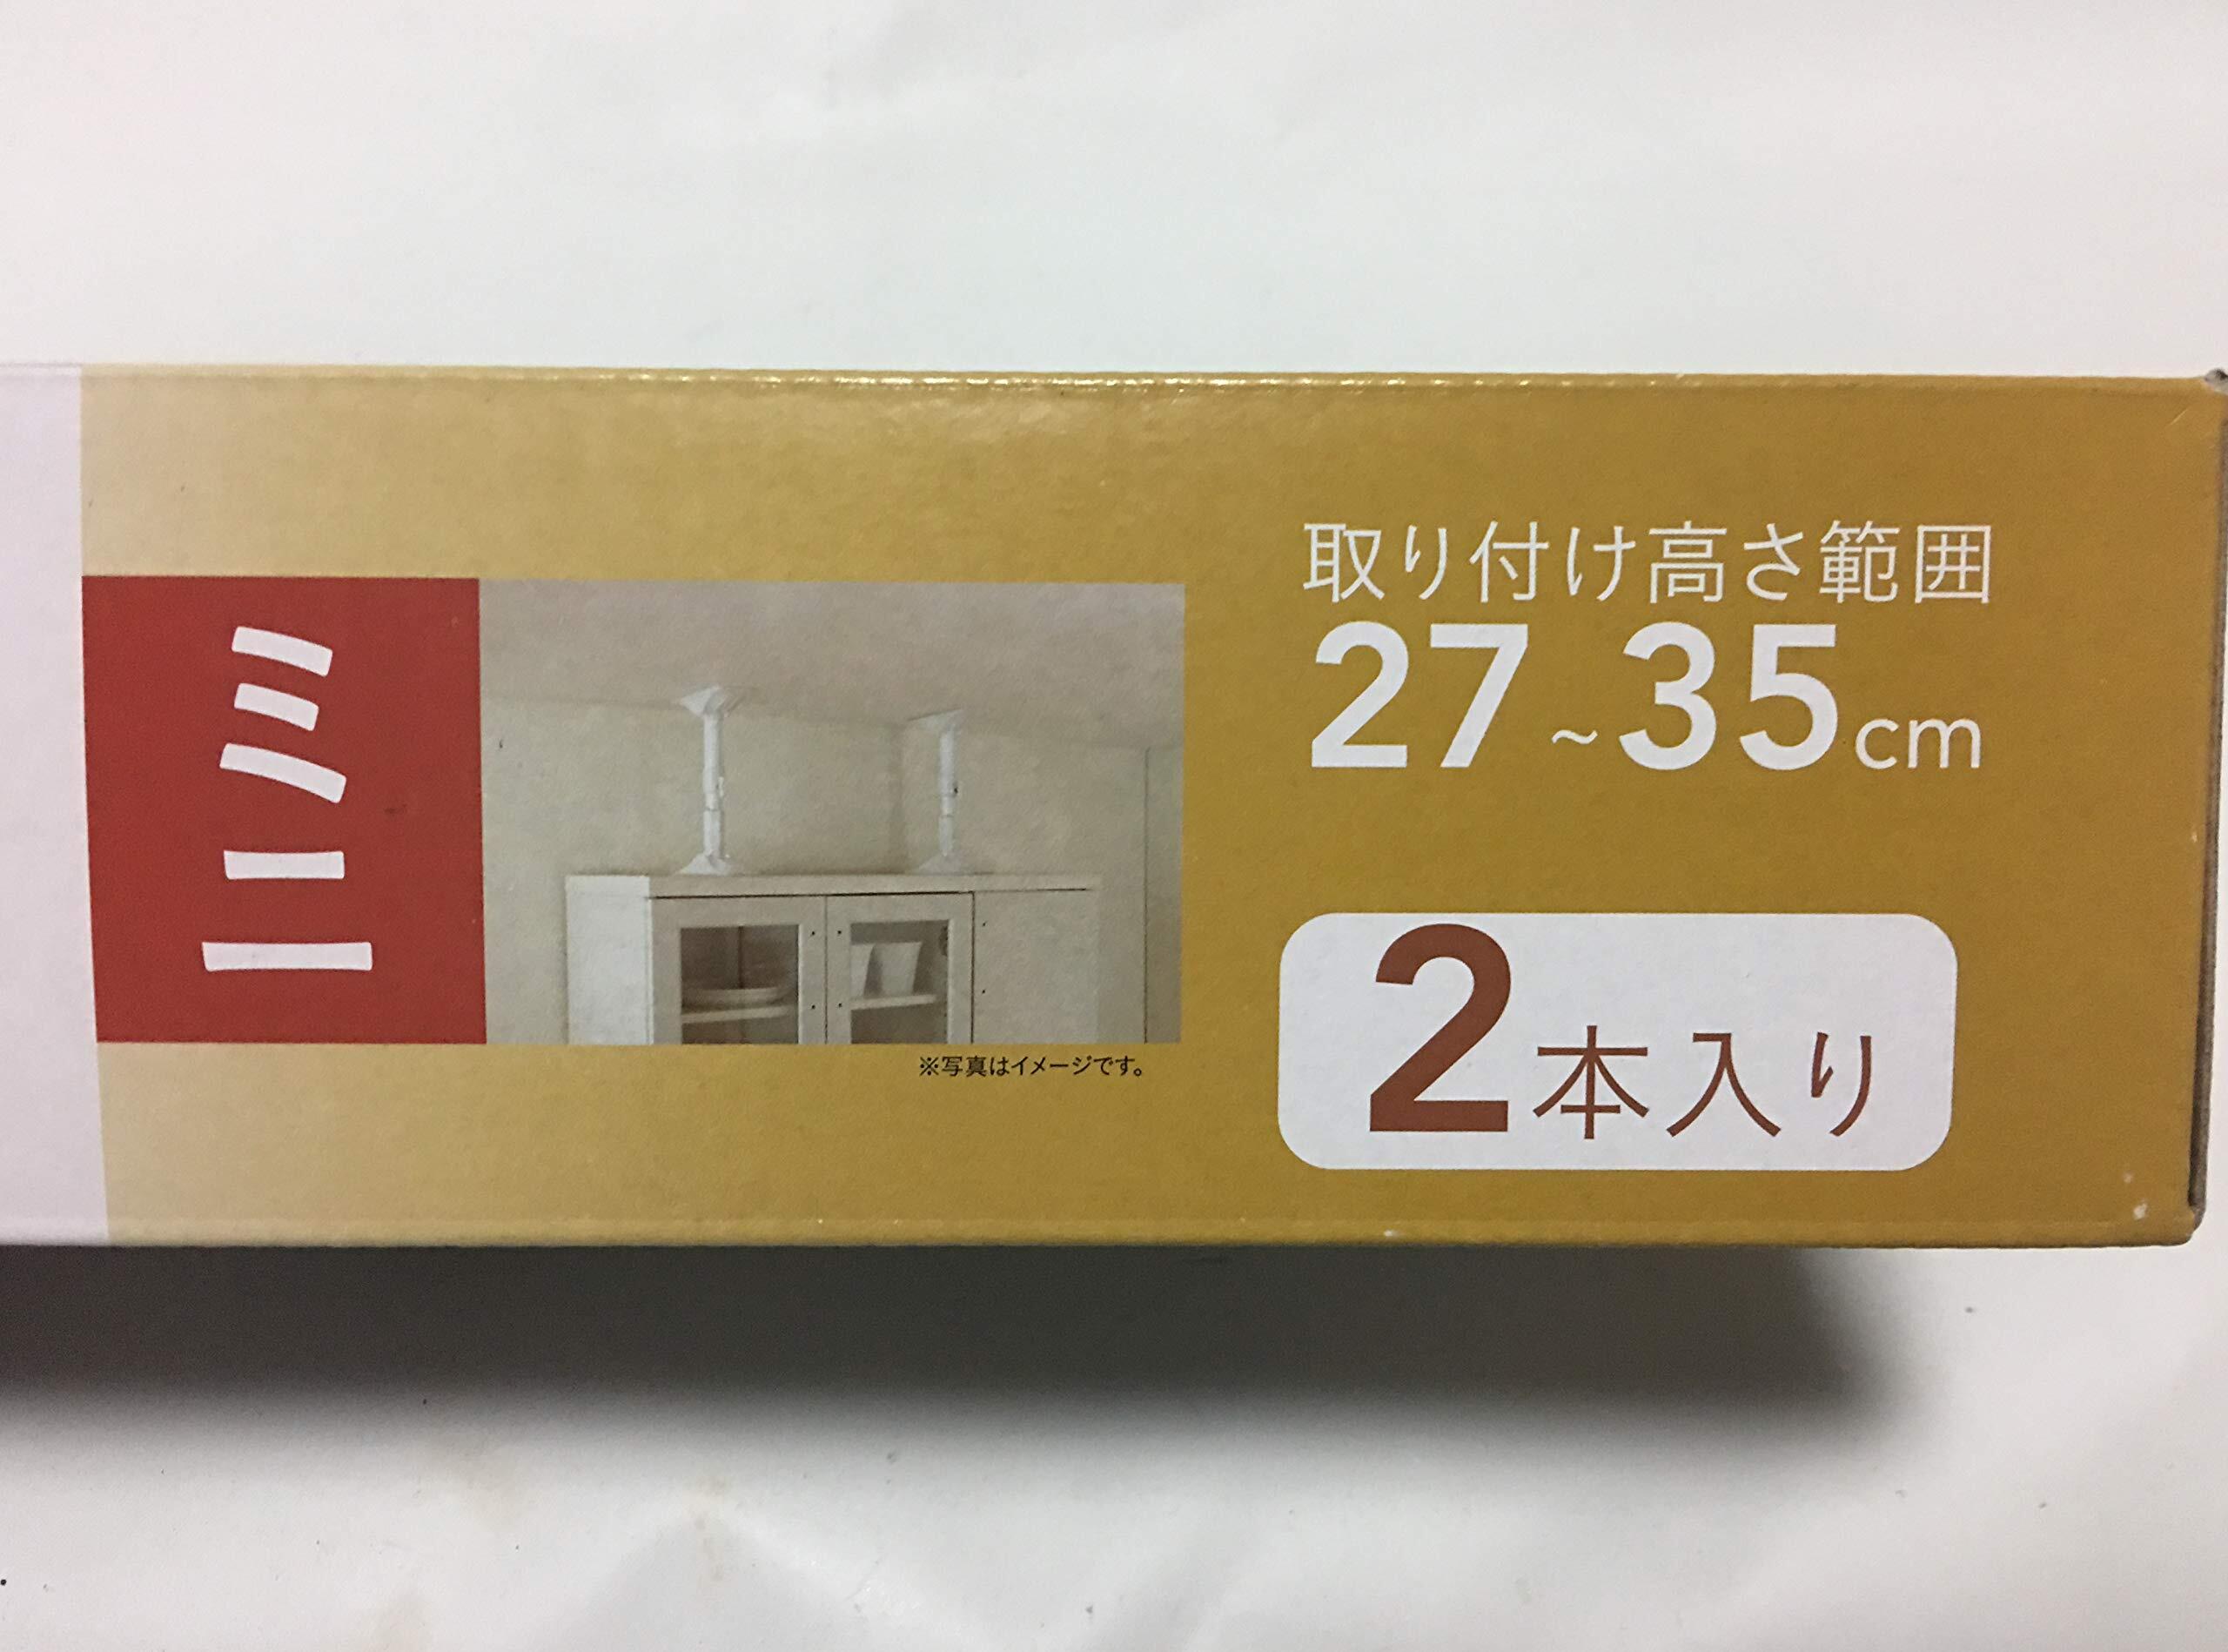 ミニ
取り付け高さ範囲
27~35cm
2本入り
※写真はイメージです。